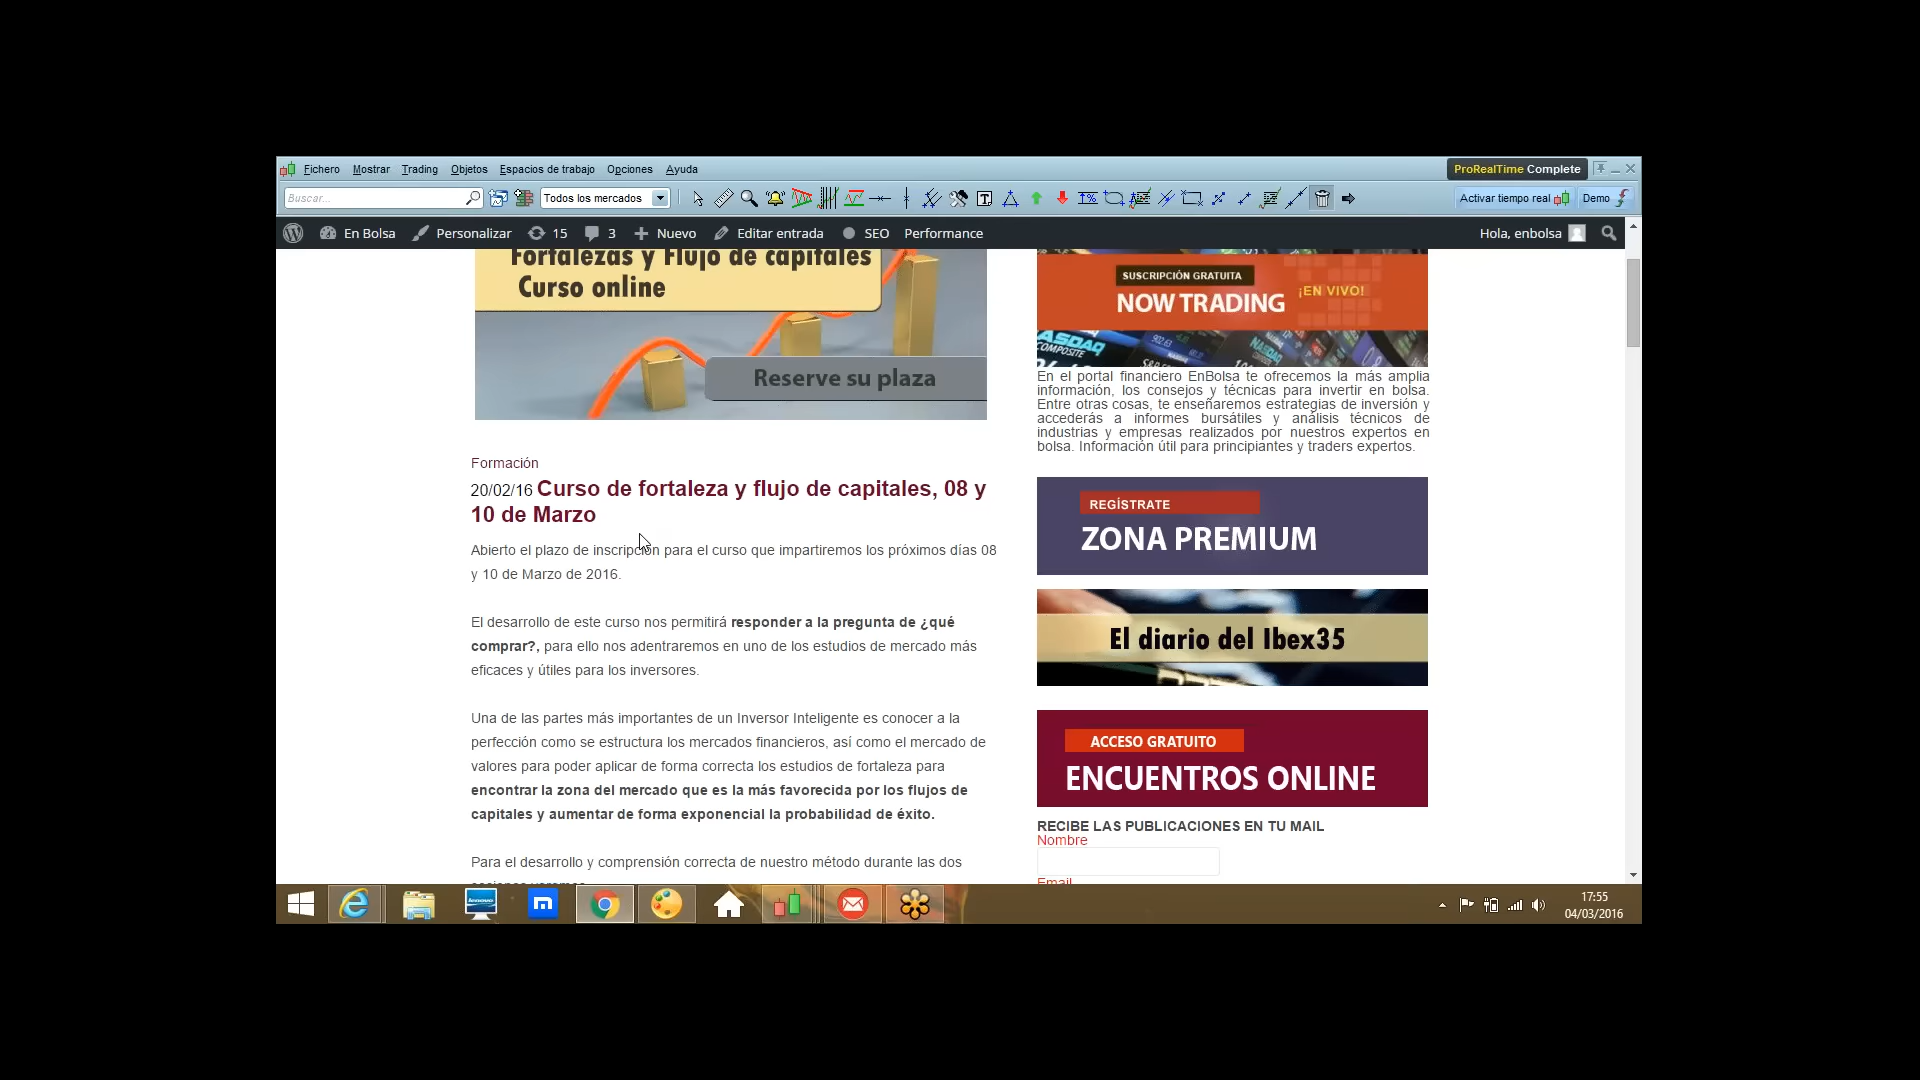 Fichero Mostrar Trading Objetos Espacios de trabajo Opciones Ayuda
ProRealTime Complete
Buscar...
Todos los mercados
Activar tiempo real
Demo
En Bolsa Personalizar 15 3 Nuevo Editar entrada SEO Performance
Hola, enbolsa
Fortalezas y Flujo de capitales
Curso online
Reserve su plaza
Formación
20/02/16 Curso de fortaleza y flujo de capitales, 08 y
10 de Marzo
Abierto el plazo de inscripción para el curso que impartiremos los próximos días 08
y 10 de Marzo de 2016.
El desarrollo de este curso nos permitirá responder a la pregunta de ¿qué
comprar?, para ello nos adentraremos en uno de los estudios de mercado más
eficaces y útiles para los inversores.
Una de las partes más importantes de un Inversor Inteligente es conocer a la
perfección como se estructura los mercados financieros, así como el mercado de
valores para poder aplicar de forma correcta los estudios de fortaleza para
encontrar la zona del mercado que es la más favorecida por los flujos de
capitales y aumentar de forma exponencial la probabilidad de éxito.
Para el desarrollo y comprensión correcta de nuestro método durante las dos
SUSCRIPCIÓN GRATUITA
NOW TRADING ¡EN VIVO!
NASDAQ
COMPOSITE
En el portal financiero EnBolsa te ofrecemos la más amplia
información, los consejos y técnicas para invertir en bolsa.
Entre otras cosas, te enseñaremos estrategias de inversión y
accederás a informes bursátiles y análisis técnicos de
industrias y empresas realizados por nuestros expertos en
bolsa. Información útil para principiantes y traders expertos.
REGÍSTRATE
ZONA PREMIUM
El diario del Ibex35
ACCESO GRATUITO
ENCUENTROS ONLINE
RECIBE LAS PUBLICACIONES EN TU MAIL
Nombre
Email
17:55
04/03/2016